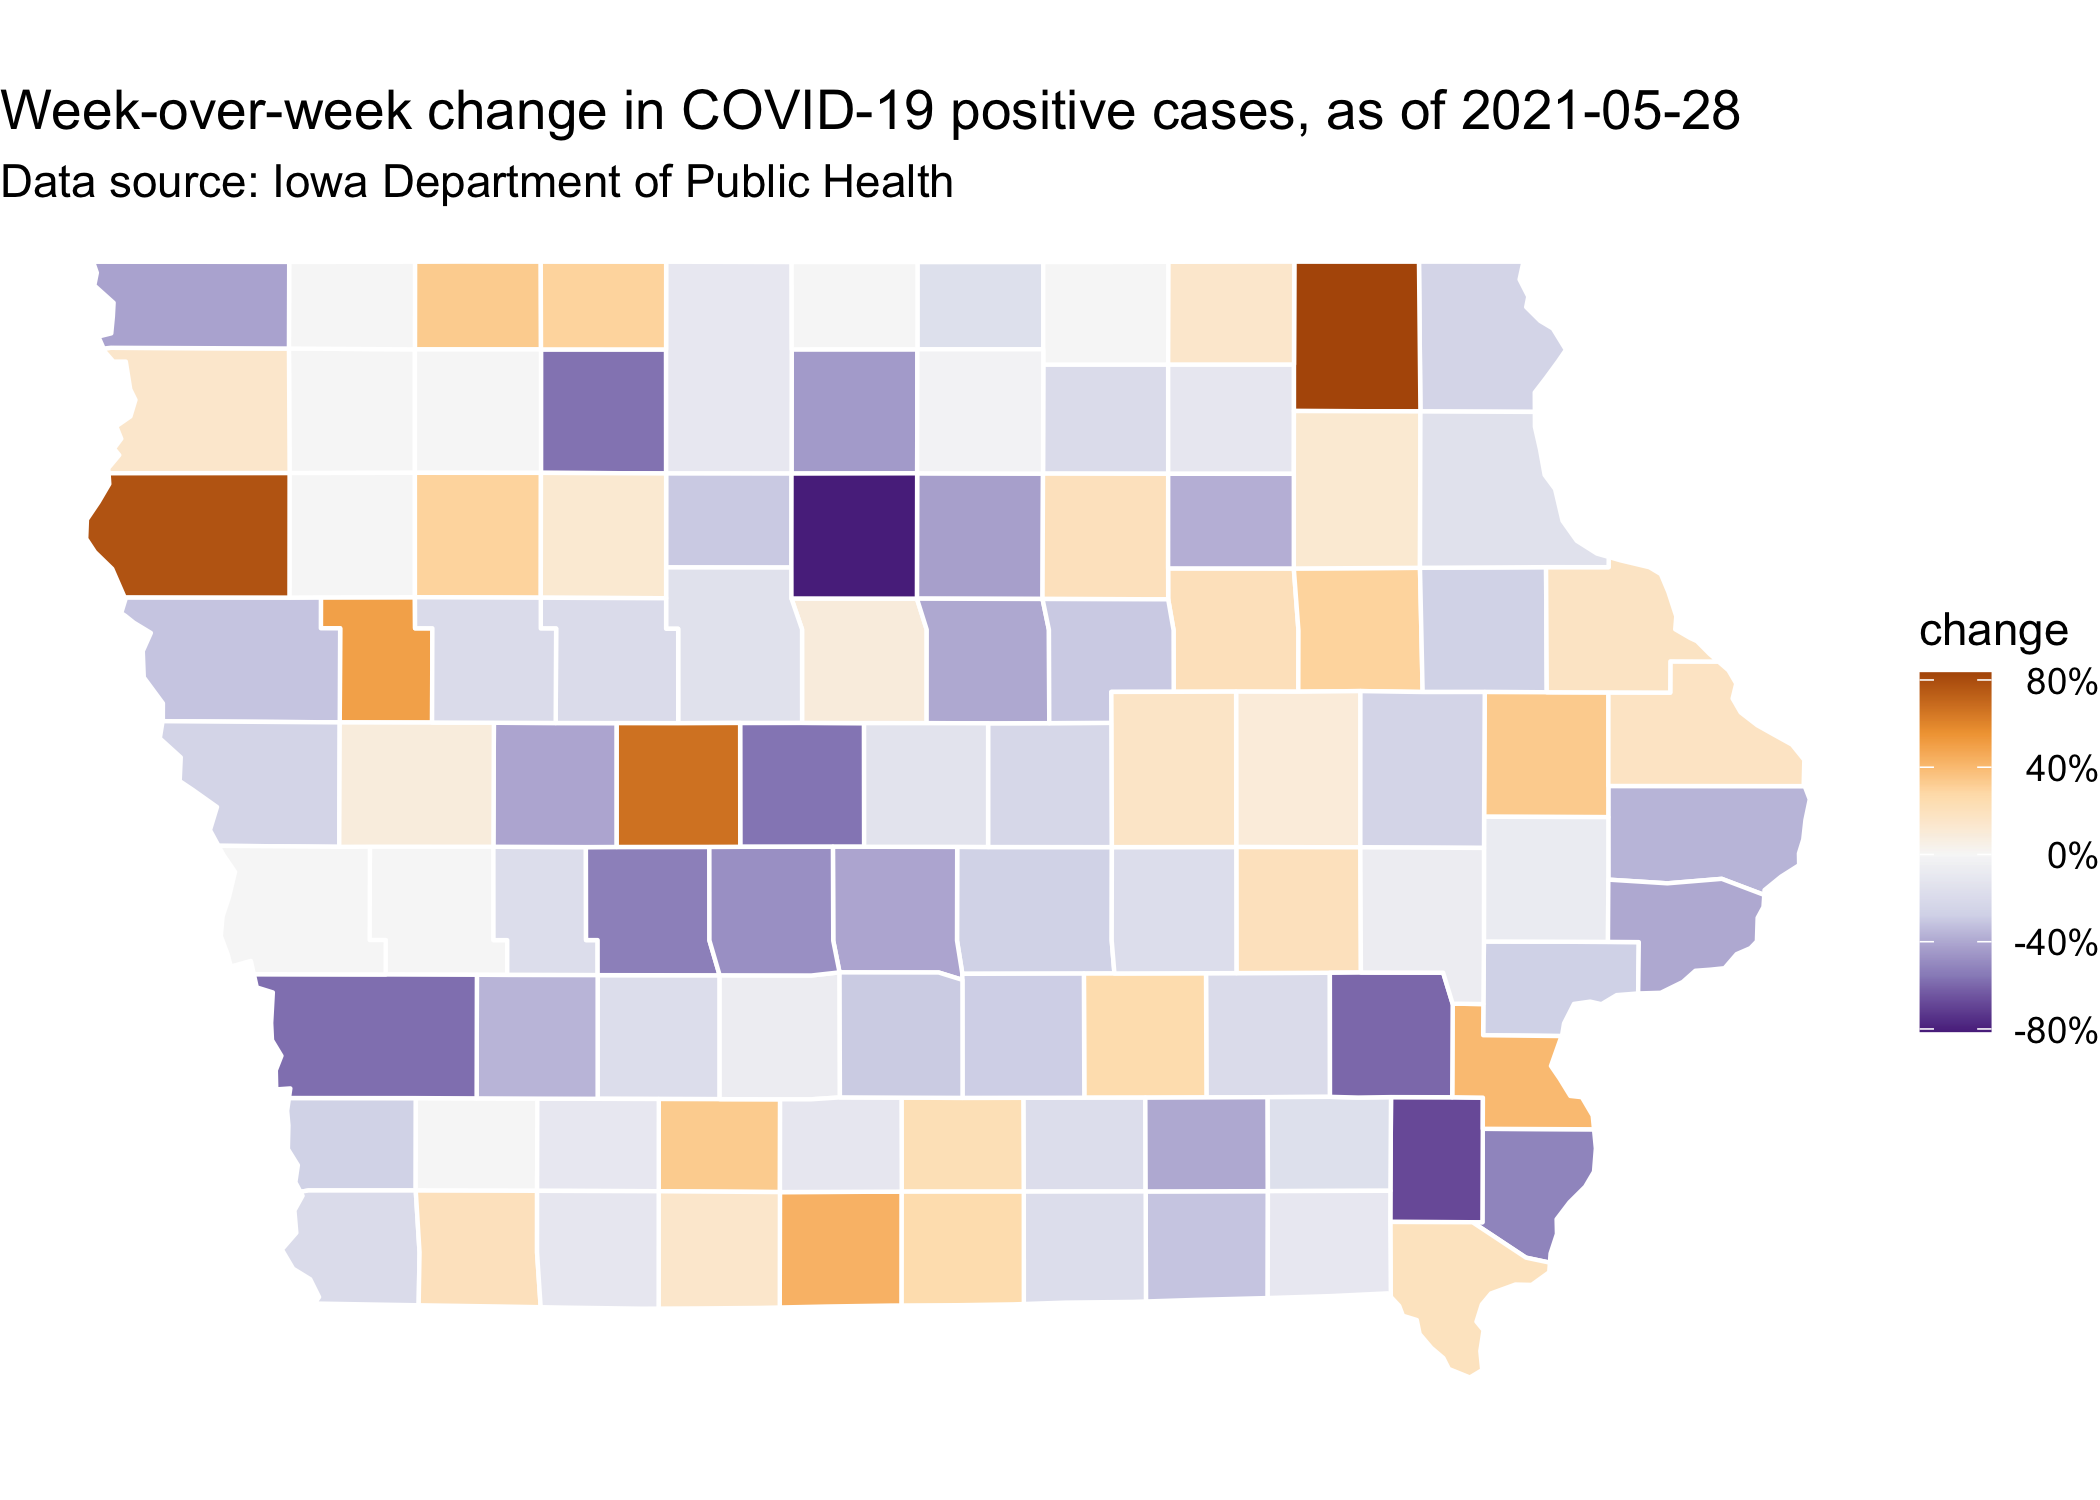 Week-over-week change in COVID-19 positive cases, as of 2021-05-28
Data source: Iowa Department of Public Health
change
80%
40%
0%
-40%
-80%